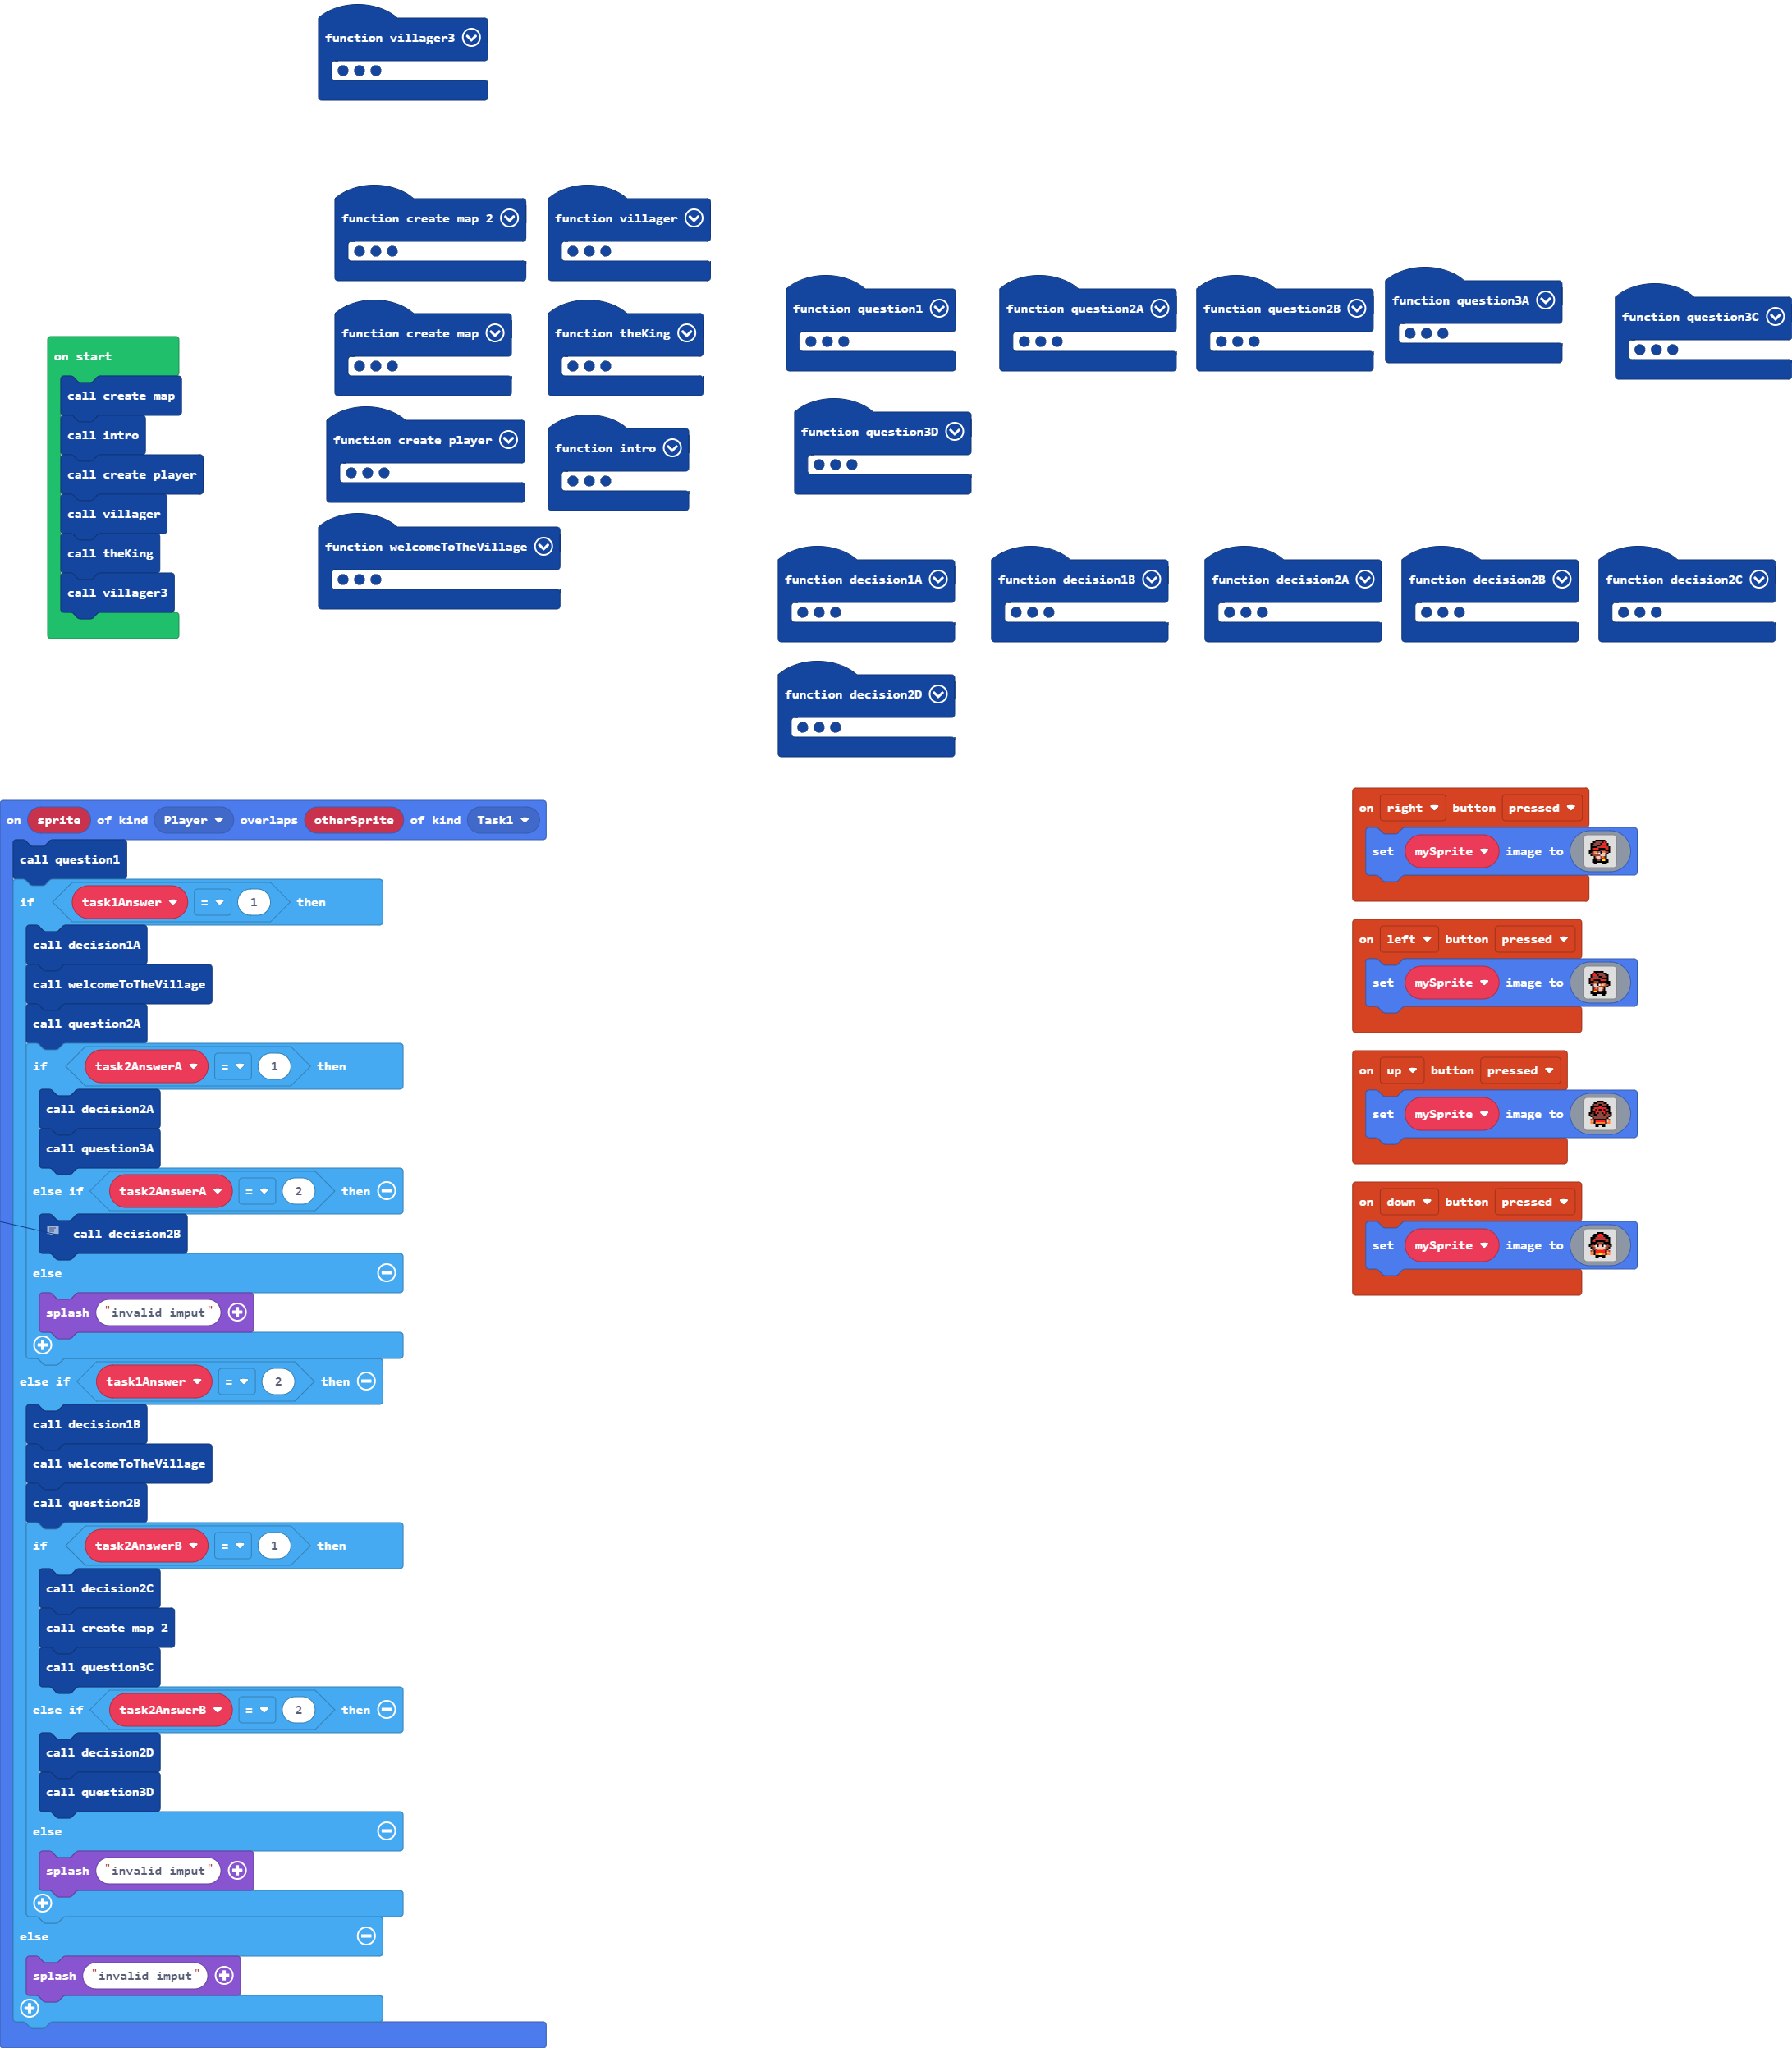 function villager3
function create map 2
function villager
function question1
function question2A
function question2B
function question3A
function question3C
function create map
function theKing
on start
call create map
call intro
call create player
call villager
call theKing
call villager3
function create player
function intro
function question3D
function welcomeToTheVillage
function decision1A
function decision1B
function decision2A
function decision2B
function decision2C
function decision2D
on sprite of kind Player overlaps otherSprite of kind Task1
call question1
if task1Answer = 1 then
call decision1A
call welcomeToTheVillage
call question2A
if task2AnswerA = 1 then
call decision2A
call question3A
else if task2AnswerA = 2 then
call decision2B
else
splash "invalid imput"
else if task1Answer = 2 then
call decision1B
call welcomeToTheVillage
call question2B
if task2AnswerB = 1 then
call decision2C
call create map 2
call question3C
else if task2AnswerB = 2 then
call decision2D
call question3D
else
splash "invalid imput"
else
splash "invalid imput"
on right button pressed
set mySprite image to
on left button pressed
set mySprite image to
on up button pressed
set mySprite image to
on down button pressed
set mySprite image to